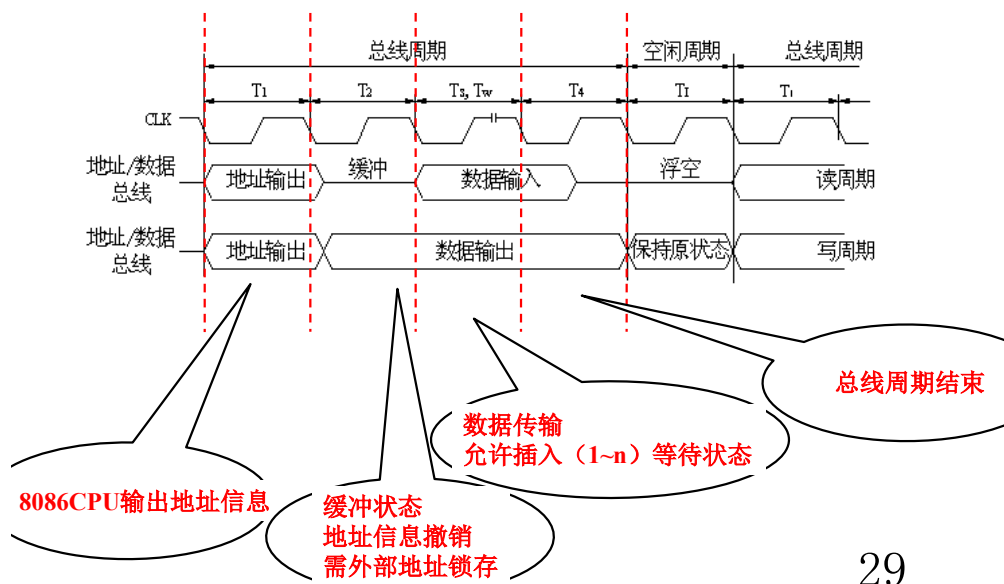 总线周期 空闲周期 总线周期
T1 T2 T3, Tw T4 TI T1
CLK
地址/数据
总线
地址输出 缓冲 数据输入 浮空 读周期
地址/数据
总线
地址输出 数据输出 保持原状态 写周期
总线周期结束
数据传输
允许插入（1~n）等待状态
8086CPU输出地址信息
缓冲状态
地址信息撤销
需外部地址锁存
29